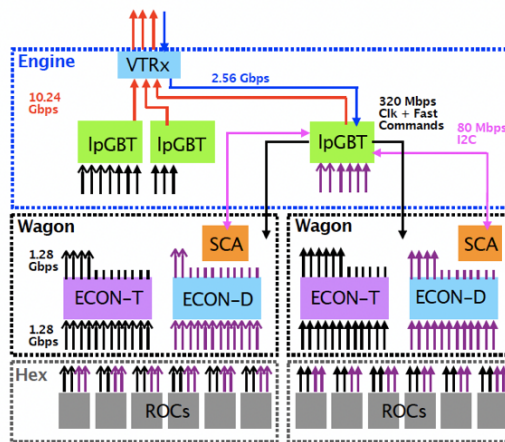 VTRx
Engine
2.56 Gbps
10.24
Gbps
320 Mbps
Clk + Fast
Commands
lpGBT
lpGBT
lpGBT
80 Mbps
I2C
Wagon
Wagon
SCA
SCA
1.28
Gbps
ECON-T
ECON-D
ECON-T
ECON-D
1.28
Gbps
Hex
ROCs
ROCs